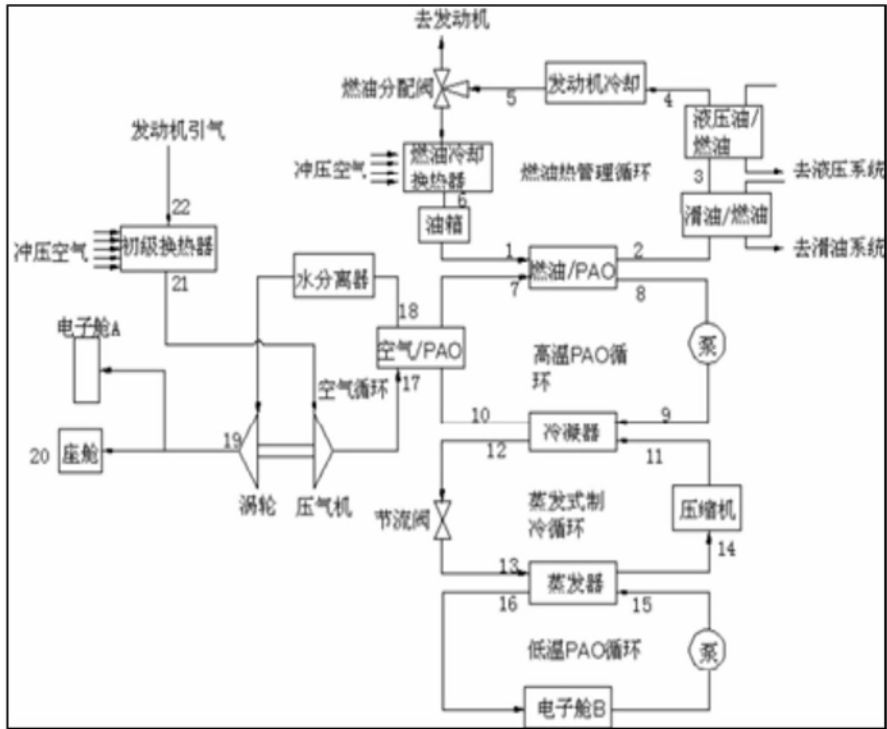 去发动机
燃油分配阀
5
发动机冷却
4
液压油/
燃油
发动机引气
冲压空气
燃油冷却
换热器
燃油热管理循环
3
去液压系统
22
6
滑油/燃油
冲压空气
初级换热器
油箱
去滑油系统
21
水分离器
1
燃油/PAO
2
7
8
18
电子舱A
空气/PAO
高温PAO循
环
泵
空气循环
17
10
冷凝器
9
20
座舱
19
12
11
涡轮
压气机
节流阀
蒸发式制
冷循环
压缩机
14
13
蒸发器
16
15
低温PAO循环
泵
电子舱B